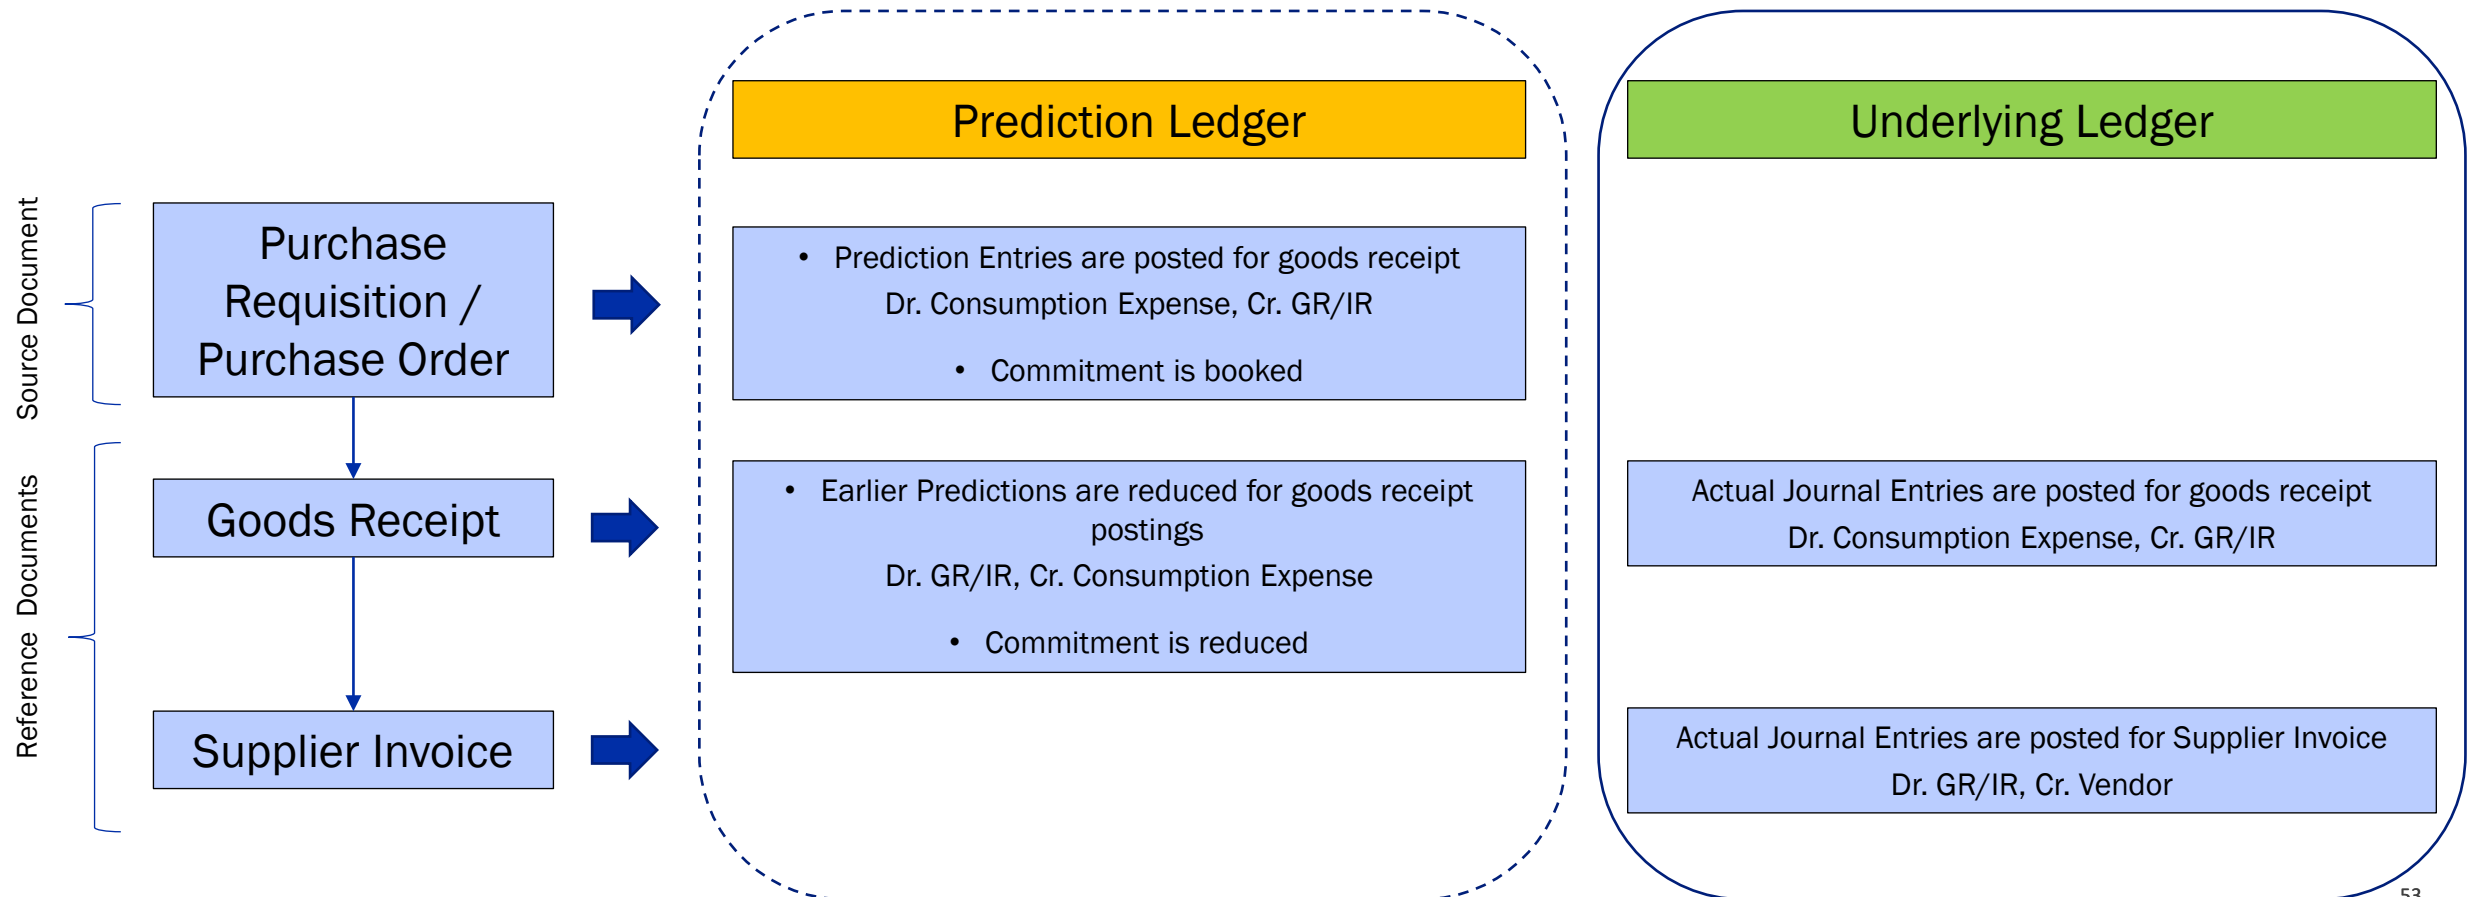 Prediction Ledger
Underlying Ledger
Source Document
Purchase
Requisition /
Purchase Order
• Prediction Entries are posted for goods receipt
Dr. Consumption Expense, Cr. GR/IR
• Commitment is booked
Reference Documents
Goods Receipt
• Earlier Predictions are reduced for goods receipt
postings
Dr. GR/IR, Cr. Consumption Expense
• Commitment is reduced
Actual Journal Entries are posted for goods receipt
Dr. Consumption Expense, Cr. GR/IR
Supplier Invoice
Actual Journal Entries are posted for Supplier Invoice
Dr. GR/IR, Cr. Vendor
53